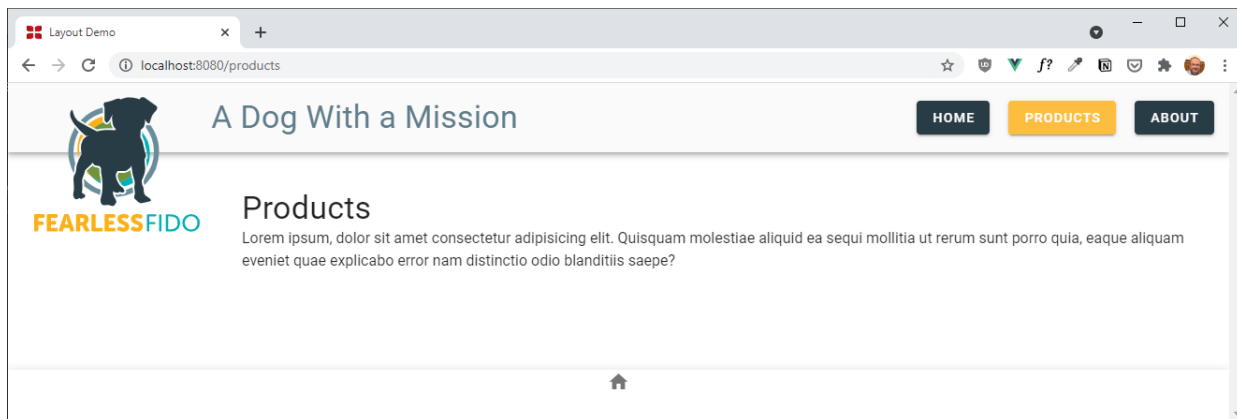 Layout Demo
localhost:8080/products
f?
A Dog With a Mission
HOME
PRODUCTS
ABOUT
FEARLESSFIDO
Products
Lorem ipsum, dolor sit amet consectetur adipisicing elit. Quisquam molestiae aliquid ea sequi mollitia ut rerum sunt porro quia, eaque aliquam
eveniet quae explicabo error nam distinctio odio blanditiis saepe?